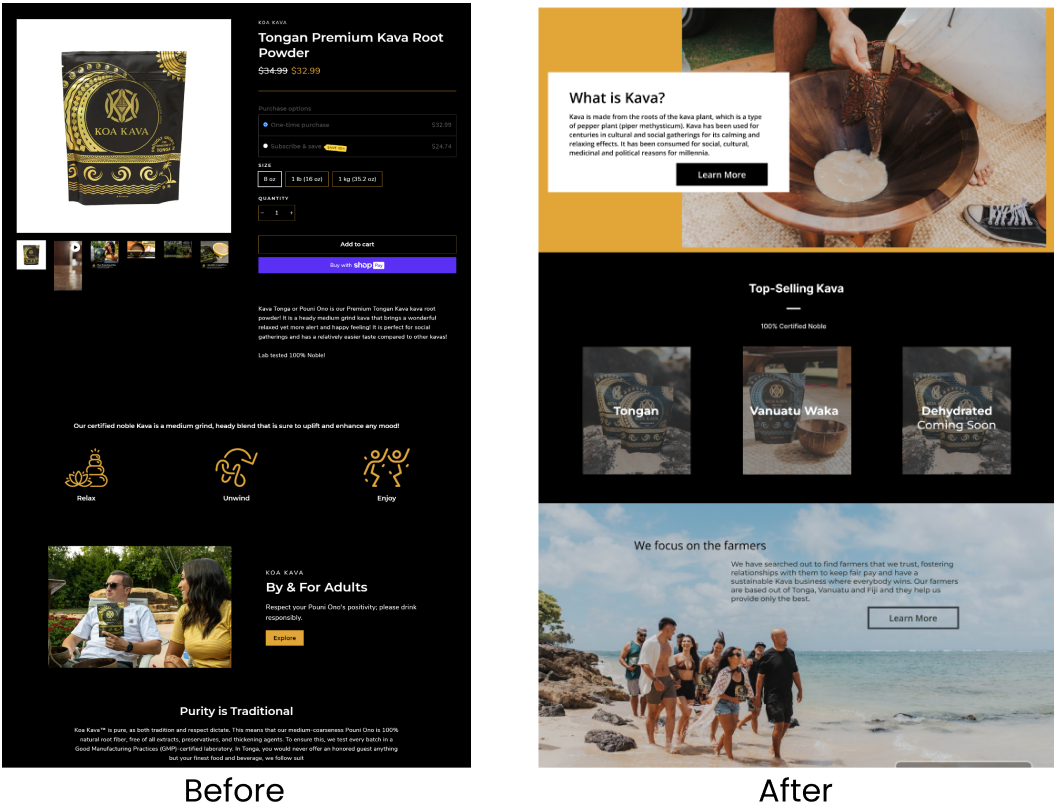 KOA KAVA
Tongan Premium Kava Root
Powder
$34.99 $32.99
KOA KAVA
Purchase options
One-time purchase $32.99
Subscribe & save $24.74
SIZE
8 oz 1 lb (16 oz) 1 kg (35.2 oz)
QUANTITY
− 1 +
Add to cart
Buy with shop Pay
Kava Tonga or Pouni Ono is our Premium Tongan Kava kava root
powder! It is a heady medium grind kava that brings a wonderful
relaxed yet more alert and happy feeling! It is perfect for social
gatherings and has a relatively easier taste compared to other kavas!
Lab tested 100% Noble!
Our certified noble Kava is a medium grind, heady blend that is sure to uplift and enhance any mood!
Relax Unwind Enjoy
KOA KAVA
By & For Adults
Respect your Pouni Ono's positivity; please drink
responsibly.
Explore
Purity is Traditional
Koa Kava™ is pure, as both tradition and respect dictate. This means that our medium-coarseness Pouni Ono is 100%
natural root fiber, free of all extracts, preservatives, and thickening agents. To ensure this, we test every batch in a
Good Manufacturing Practices (GMP)-certified laboratory. In Tonga, you would never offer an honored guest anything
but your finest food and beverage, we follow suit
Before
What is Kava?
Kava is made from the roots of the kava plant, which is a type
of pepper plant (piper methysticum). Kava has been used for
centuries in cultural and social gatherings for its calming and
relaxing effects. It has been consumed for social, cultural,
medicinal and political reasons for millennia.
Learn More
Top-Selling Kava
100% Certified Noble
Tongan
Vanuatu Waka
Dehydrated
Coming Soon
We focus on the farmers
We have searched out to find farmers that we trust, fostering
relationships with them to keep fair pay and have a
sustainable Kava business where everybody wins. Our farmers
are based out of Tonga, Vanuatu and Fiji and they help us
provide only the best.
Learn More
After